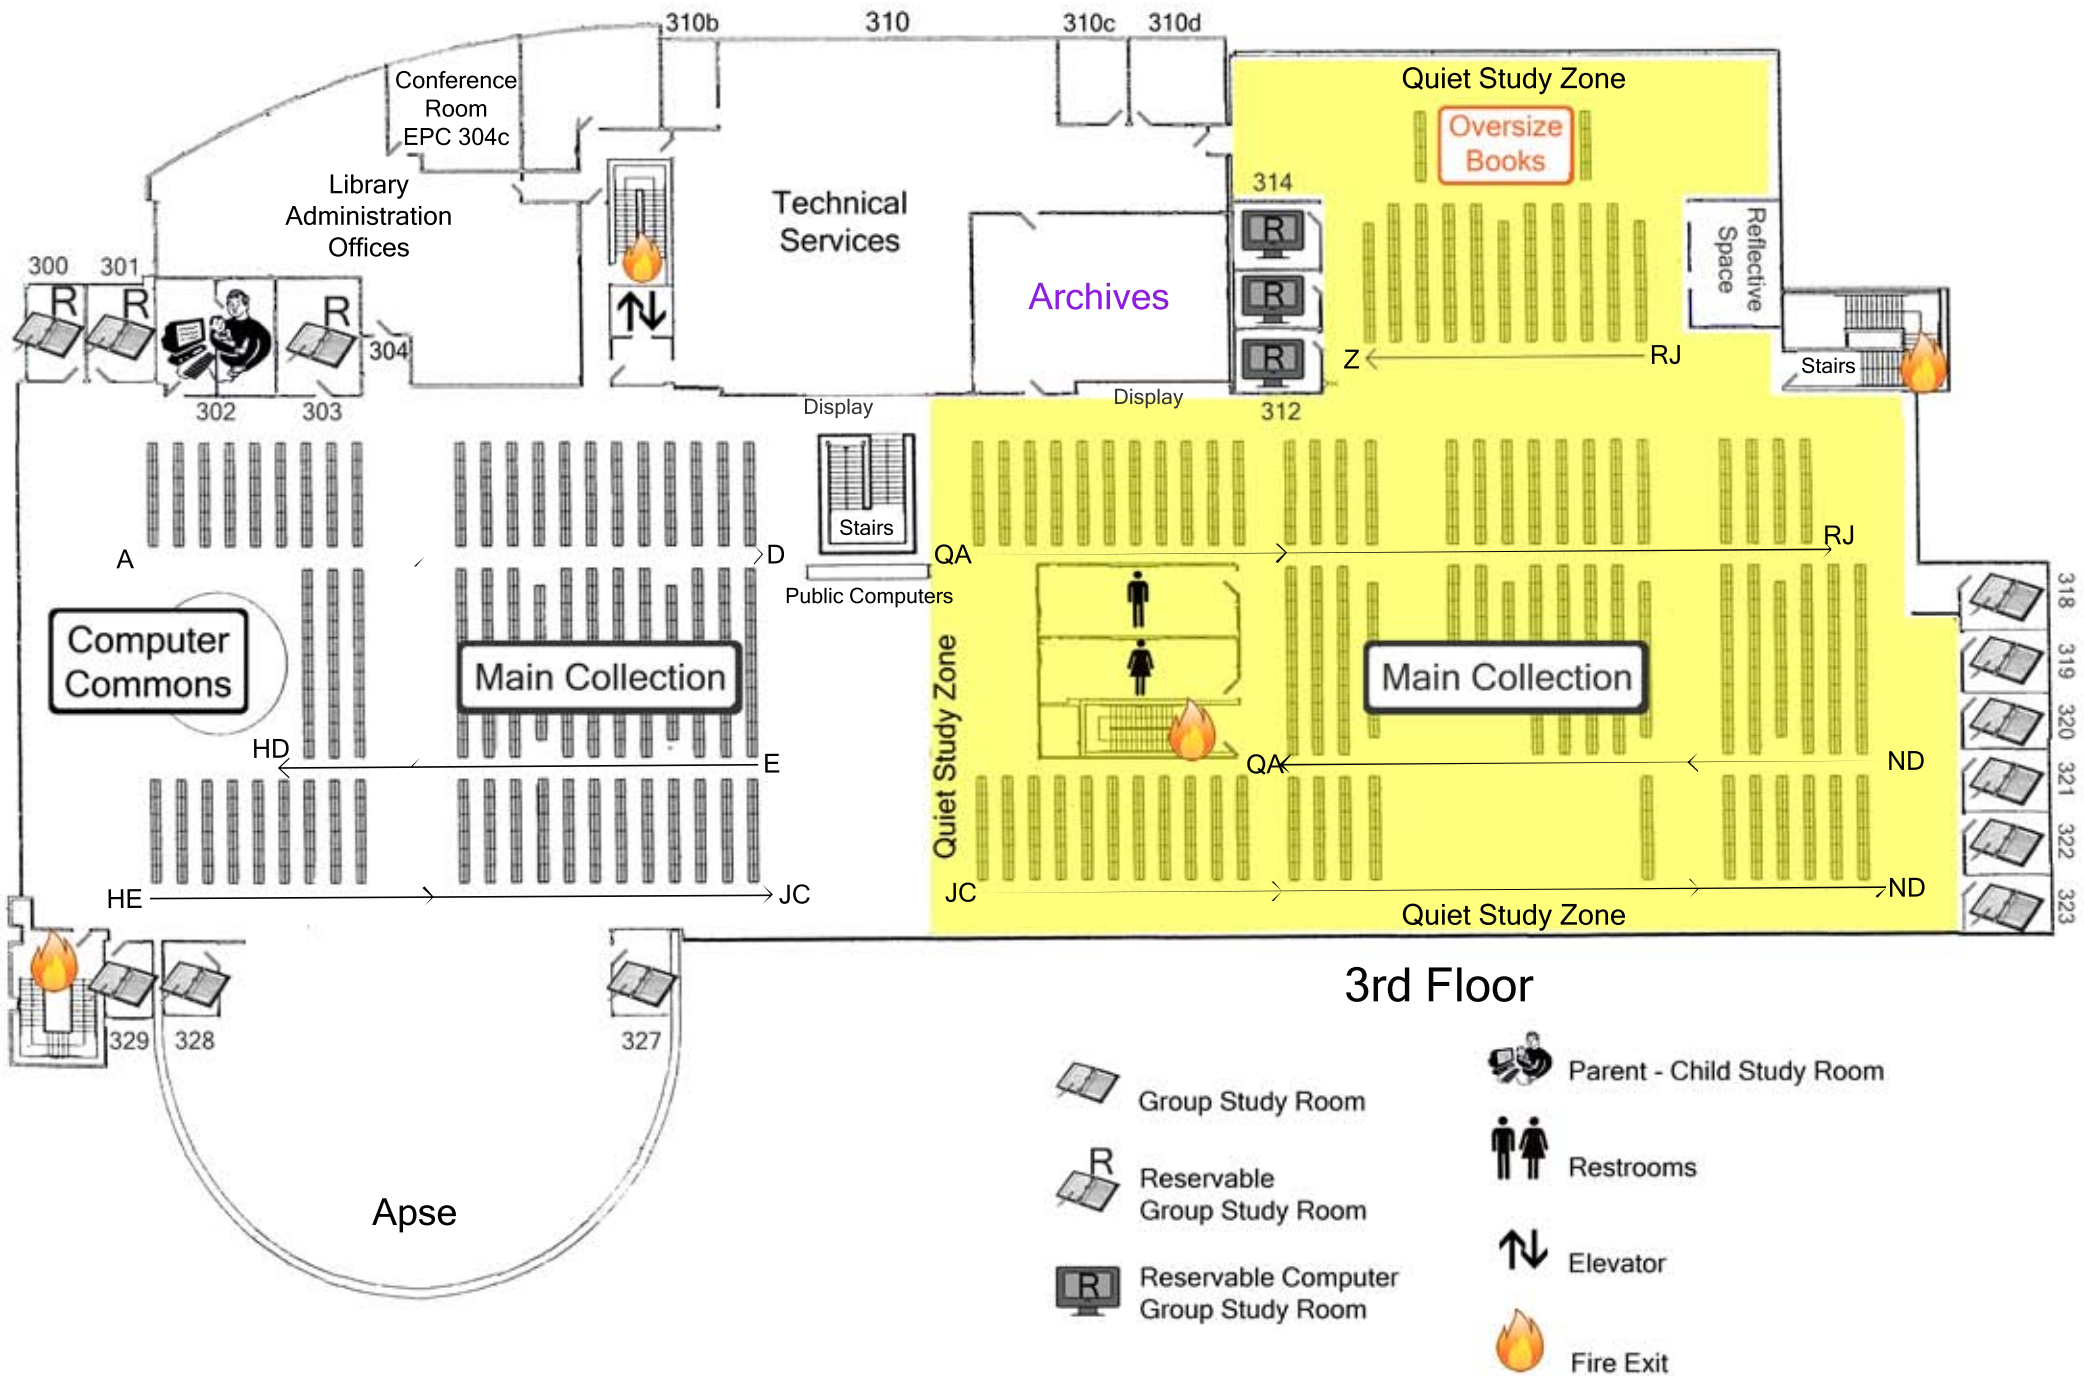 310b
310
310c
310d
Conference
Room
EPC 304c
Quiet Study Zone
Oversize
Books
Library
Administration
Offices
Technical
Services
314
Reflective
Space
300
301
R
R
R
R
R
R
Archives
304
Z
RJ
Stairs
302
303
Display
Display
312
Stairs
A
D
QA
RJ
Public Computers
Computer
Commons
Main Collection
Quiet Study Zone
Main Collection
318
319
320
321
322
323
HD
E
QA
ND
HE
JC
JC
ND
Quiet Study Zone
329
328
327
3rd Floor
Apse
Group Study Room
R
Reservable
Group Study Room
R
Reservable Computer
Group Study Room
Parent - Child Study Room
Restrooms
Elevator
Fire Exit